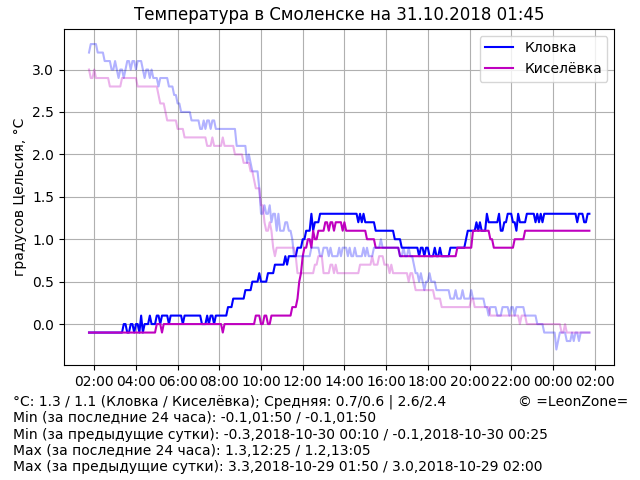 Температура в Смоленске на 31.10.2018 01:45
Кловка
Киселёвка
градусов Цельсия, °C
3.0
2.5
2.0
1.5
1.0
0.5
0.0
02:00 04:00 06:00 08:00 10:00 12:00 14:00 16:00 18:00 20:00 22:00 00:00 02:00
°C: 1.3 / 1.1 (Кловка / Киселёвка); Средняя: 0.7/0.6 | 2.6/2.4 © =LeonZone=
Min (за последние 24 часа): -0.1,01:50 / -0.1,01:50
Min (за предыдущие сутки): -0.3,2018-10-30 00:10 / -0.1,2018-10-30 00:25
Max (за последние 24 часа): 1.3,12:25 / 1.2,13:05
Max (за предыдущие сутки): 3.3,2018-10-29 01:50 / 3.0,2018-10-29 02:00